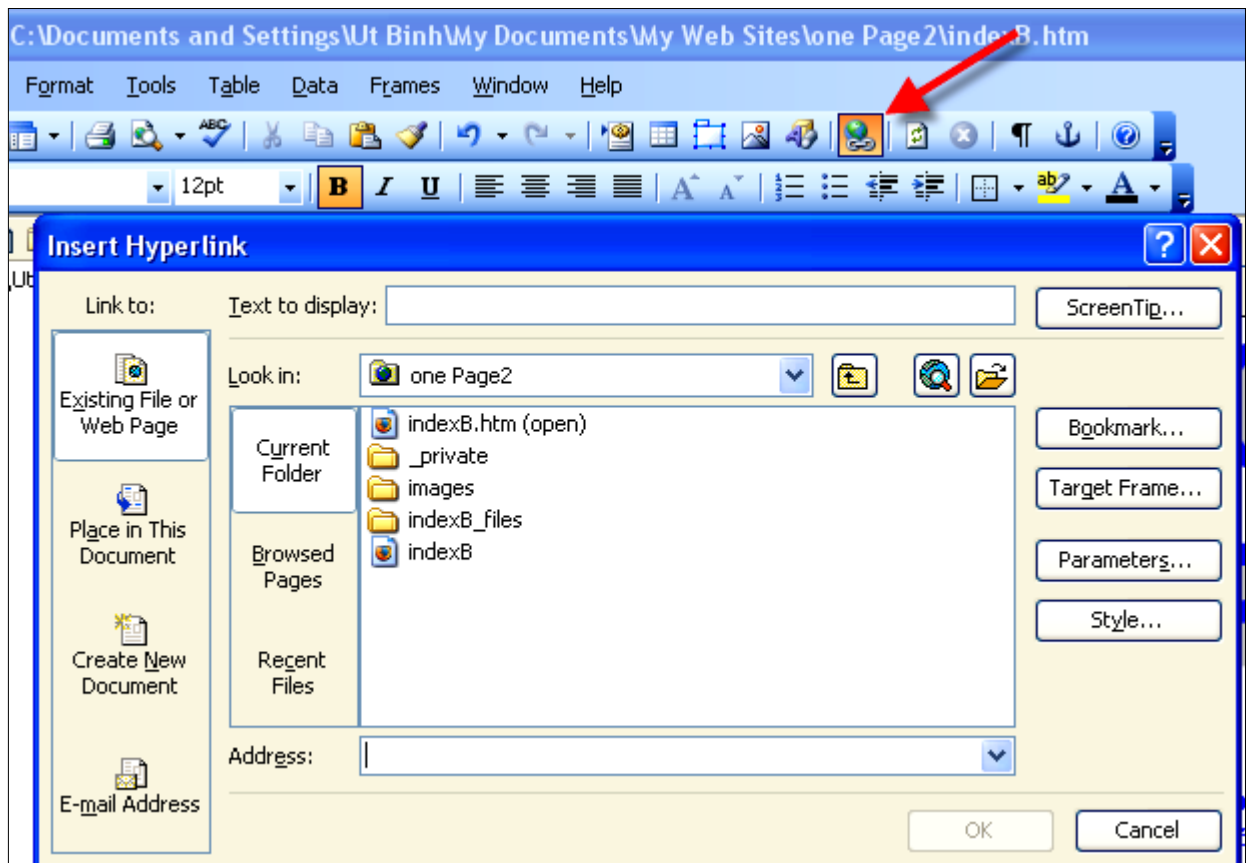 C:\Documents and Settings\Ut Binh\My Documents\My Web Sites\one Page2\indexB.htm
Format Tools Table Data Frames Window Help
ABC
12pt B I U A A ab A
Insert Hyperlink
Ut
Link to:
Text to display:
ScreenTip...
Existing File or
Web Page
Look in:
one Page2
Current
Folder
indexB.htm (open)
_private
images
indexB_files
indexB
Bookmark...
Target Frame...
Place in This
Document
Browsed
Pages
Parameters...
Style...
Create New
Document
Recent
Files
Address:
E-mail Address
OK
Cancel